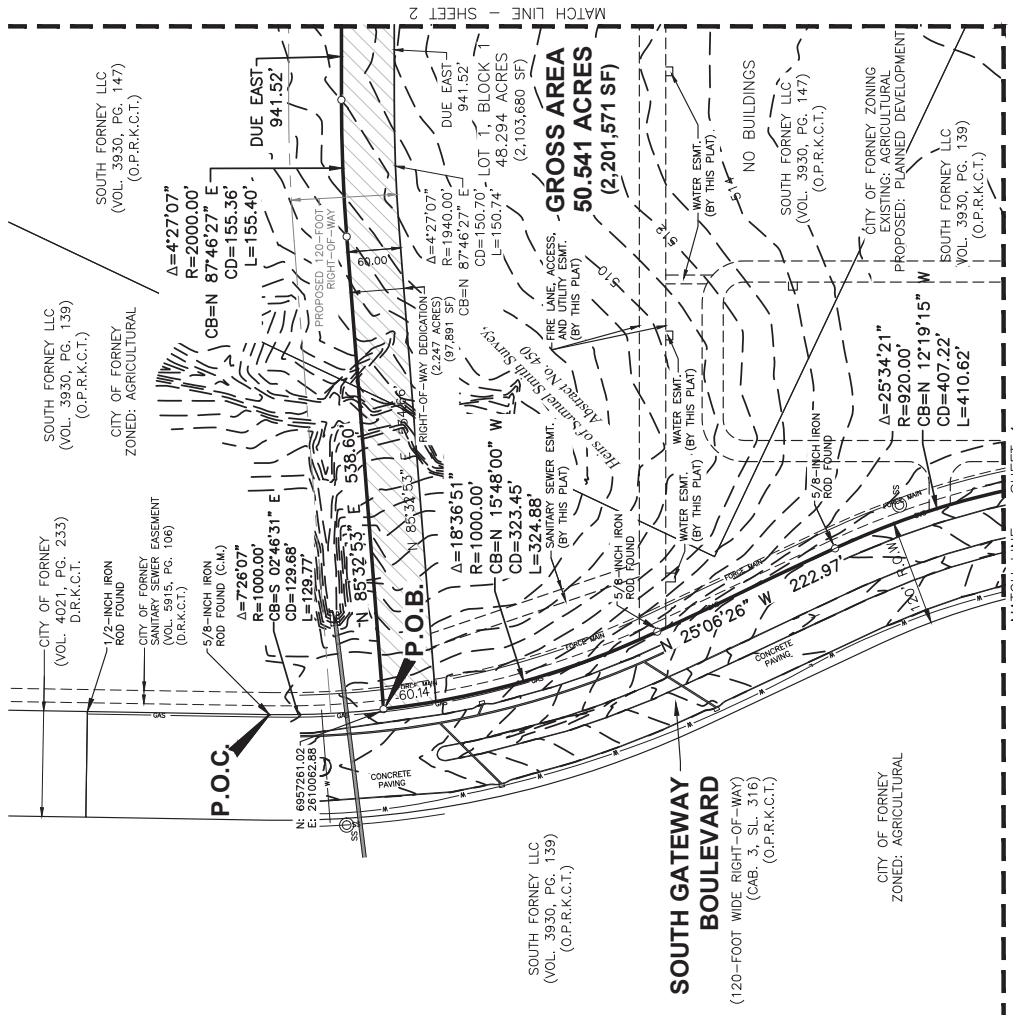 MATCH LINE - SHEET 2
SOUTH FORNEY LLC
(VOL. 3930, PG. 147)
(O.P.R.K.C.T.)
DUE EAST
941.52'
Δ=4°27'07"
R=2000.00'
CB=N 87°46'27" E
CD=155.36'
L=155.40'
PROPOSED 120-FOOT
RIGHT-OF-WAY
DUE EAST
941.52'
LOT 1, BLOCK 1
48.294 ACRES
(2,103,680 SF)
GROSS AREA
50.541 ACRES
(2,201,571 SF)
Δ=4°27'07"
R=1940.00'
CB=N 87°46'27" E
CD=150.70'
L=150.74'
60.00'
RIGHT-OF-WAY DEDICATION
(2.247 ACRES)
(97,891 SF)
SOUTH FORNEY LLC
(VOL. 3930, PG. 139)
(O.P.R.K.C.T.)
CITY OF FORNEY
ZONED: AGRICULTURAL
FIRE LANE, ACCESS,
AND UTILITY ESMT.
(BY THIS PLAT)
Heirs of Samuel Smith Survey,
Abstract No. 450
510
512
514
WATER ESMT.
(BY THIS PLAT)
NO BUILDINGS
SOUTH FORNEY LLC
(VOL. 3930, PG. 147)
(O.P.R.K.C.T.)
CITY OF FORNEY ZONING
EXISTING: AGRICULTURAL
PROPOSED: PLANNED DEVELOPMENT
SOUTH FORNEY LLC
VOL. 3930, PG. 139)
(O.P.R.K.C.T.)
CITY OF FORNEY
(VOL. 4021, PG. 233)
D.R.K.C.T.)
1/2-INCH IRON
ROD FOUND
CITY OF FORNEY
SANITARY SEWER EASEMENT
(VOL 5915, PG. 106)
(D.R.K.C.T.)
5/8-INCH IRON
ROD FOUND (C.M.)
Δ=7°26'07"
R=1000.00'
CB=S 02°46'31" E
CD=129.68'
L=129.77'
N 85°32'53" E 538.60
N 85°32'53" E
P.O.B.
60.14
Δ=18°36'51"
R=1000.00'
CB=N 15°48'00" W
CD=323.45'
L=324.88'
SANITARY SEWER ESMT.
(BY THIS PLAT)
5/8-INCH IRON
ROD FOUND
WATER ESMT.
(BY THIS PLAT)
WATER ESMT.
(BY THIS PLAT)
5/8-INCH IRON
ROD FOUND
Δ=25°34'21"
R=920.00'
CB=N 12°19'15" W
CD=407.22'
L=410.62'
GAS
GAS
GAS
FORCE MAIN
FORCE MAIN
FORCE MAIN
FORCE MAIN
GAS
SS
P.O.C.
N: 6957261.02
E: 2610062.88
W
SS
CONCRETE
PAVING
N 25°06'26" W 222.97'
120' R.O.W.
CONCRETE
PAVING
W
W
W
W
SOUTH GATEWAY
BOULEVARD
(120-FOOT WIDE RIGHT-OF-WAY)
(CAB. 3, SL. 316)
(O.P.R.K.C.T.)
SOUTH FORNEY LLC
(VOL. 3930, PG. 139)
(O.P.R.K.C.T.)
CITY OF FORNEY
ZONED: AGRICULTURAL